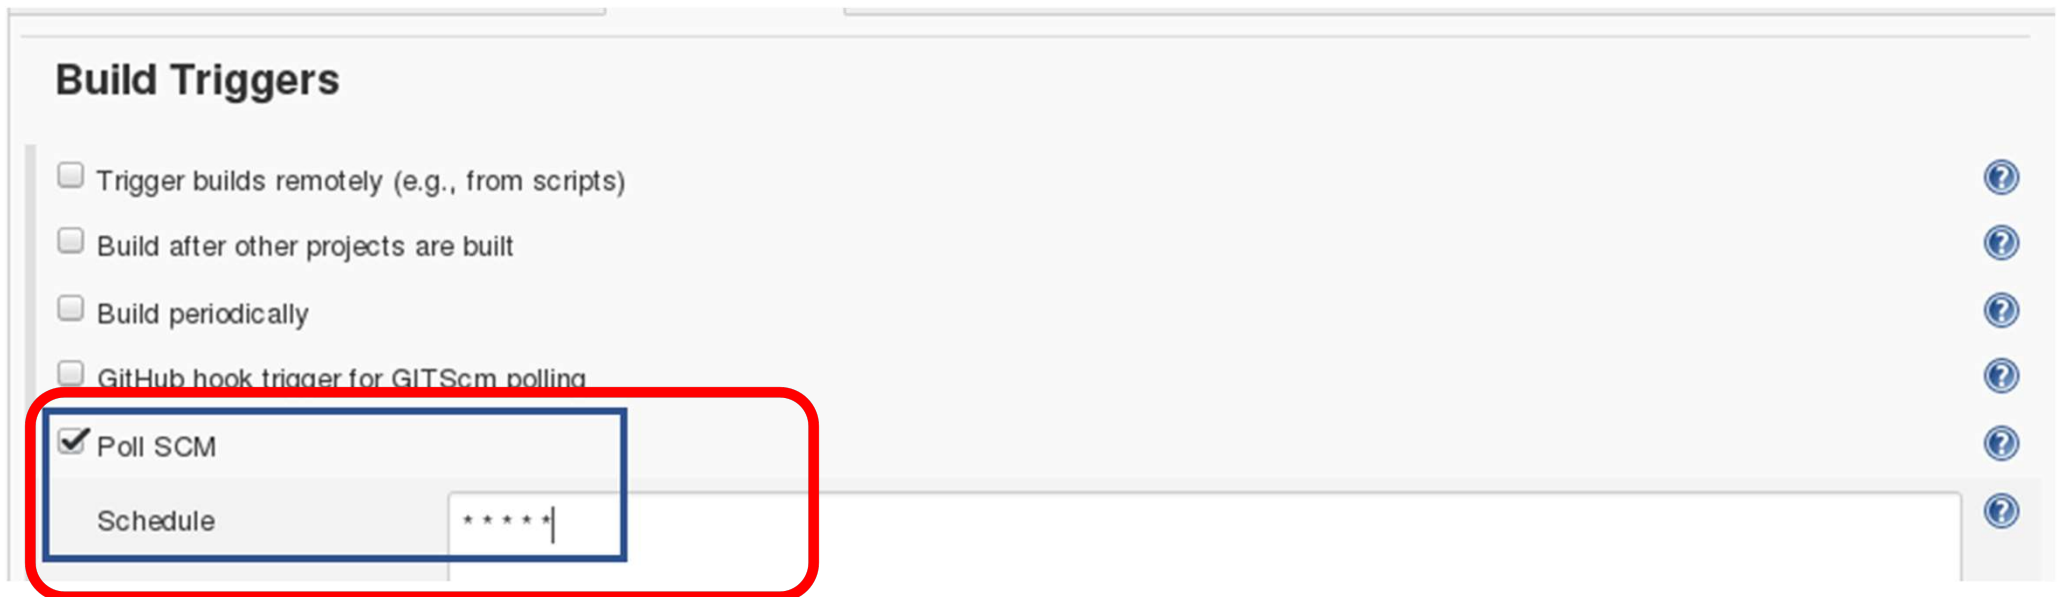 Build Triggers
Trigger builds remotely (e.g., from scripts)
?
Build after other projects are built
?
Build periodically
?
GitHub hook trigger for GITScm polling
?
Poll SCM
?
Schedule
* * * * *
?